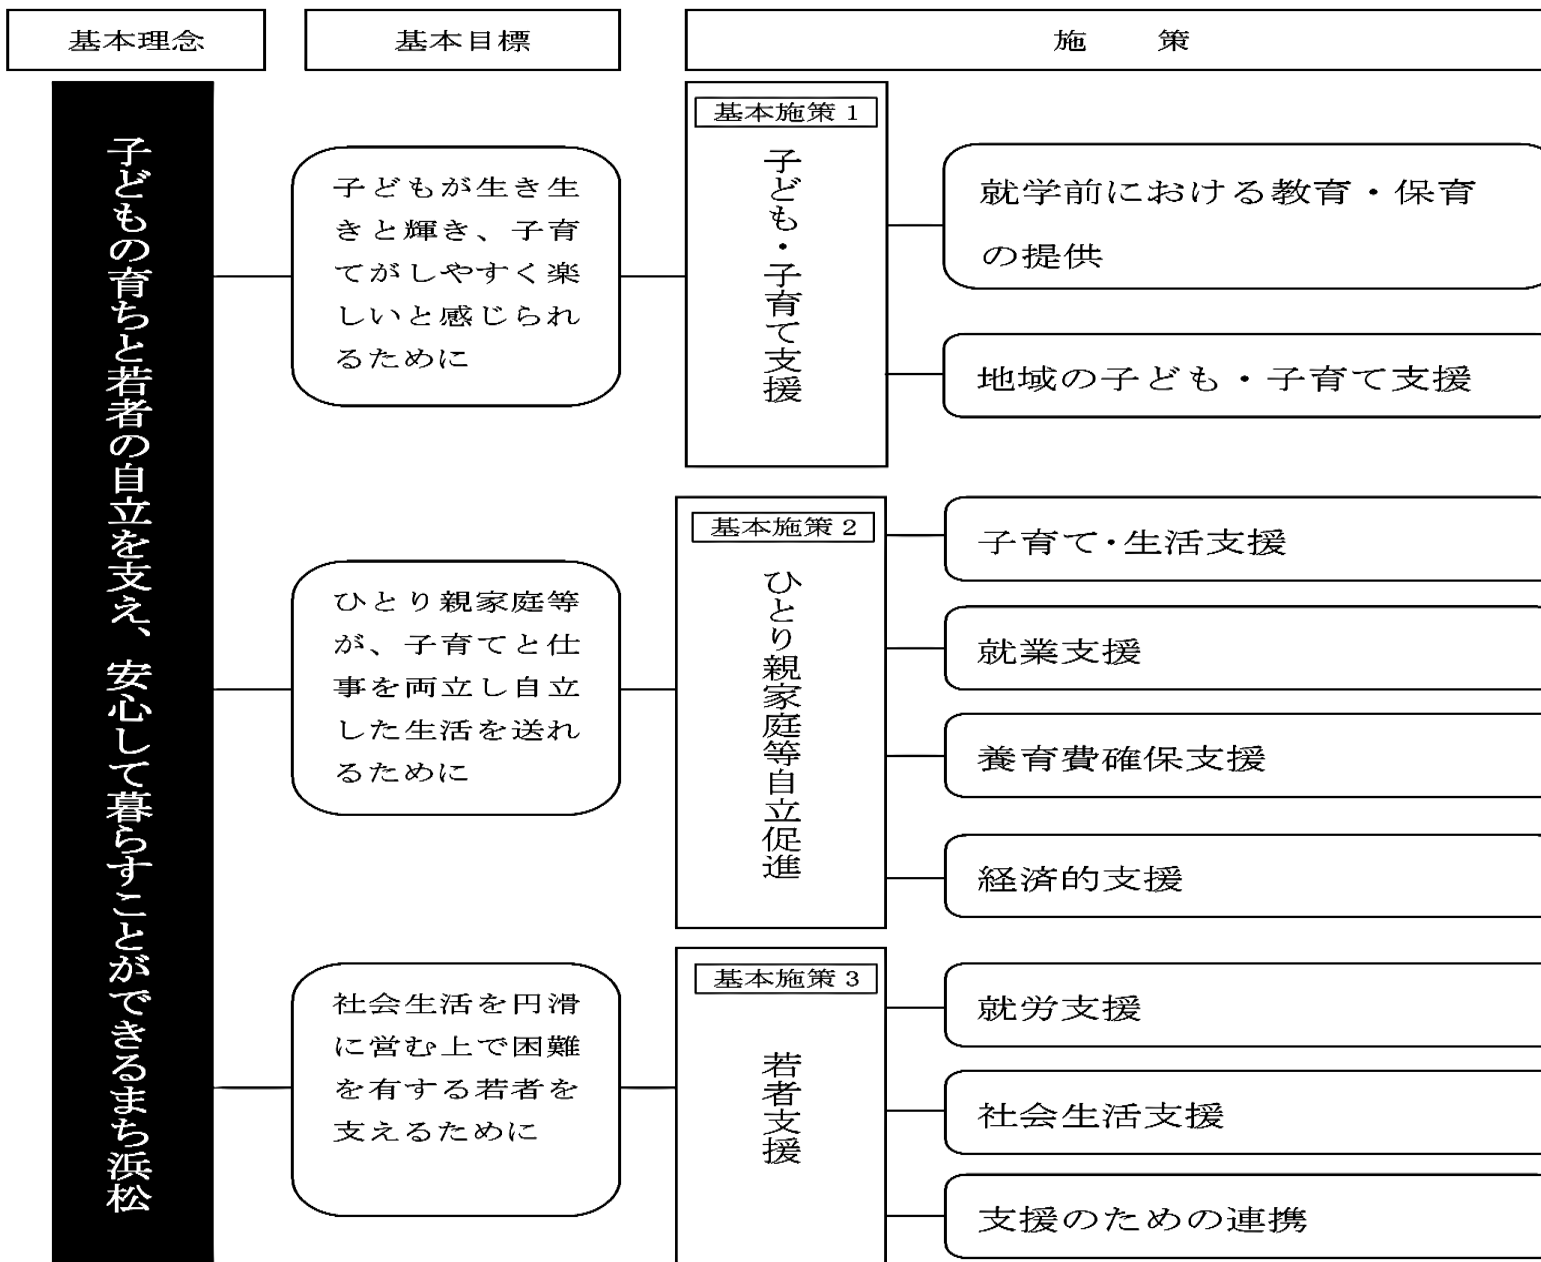 基本理念
基本目標
施　策
子どもの育ちと若者の自立を支え、安心して暮らすことができるまち浜松
子どもが生き生
きと輝き、子育
てがしやすく楽
しいと感じられ
るために
基本施策1
子ども・子育て支援
就学前における教育・保育
の提供
地域の子ども・子育て支援
ひとり親家庭等
が、子育てと仕
事を両立し自立
した生活を送れ
るために
基本施策2
ひとり親家庭等自立促進
子育て・生活支援
就業支援
養育費確保支援
経済的支援
社会生活を円滑
に営む上で困難
を有する若者を
支えるために
基本施策3
若者支援
就労支援
社会生活支援
支援のための連携